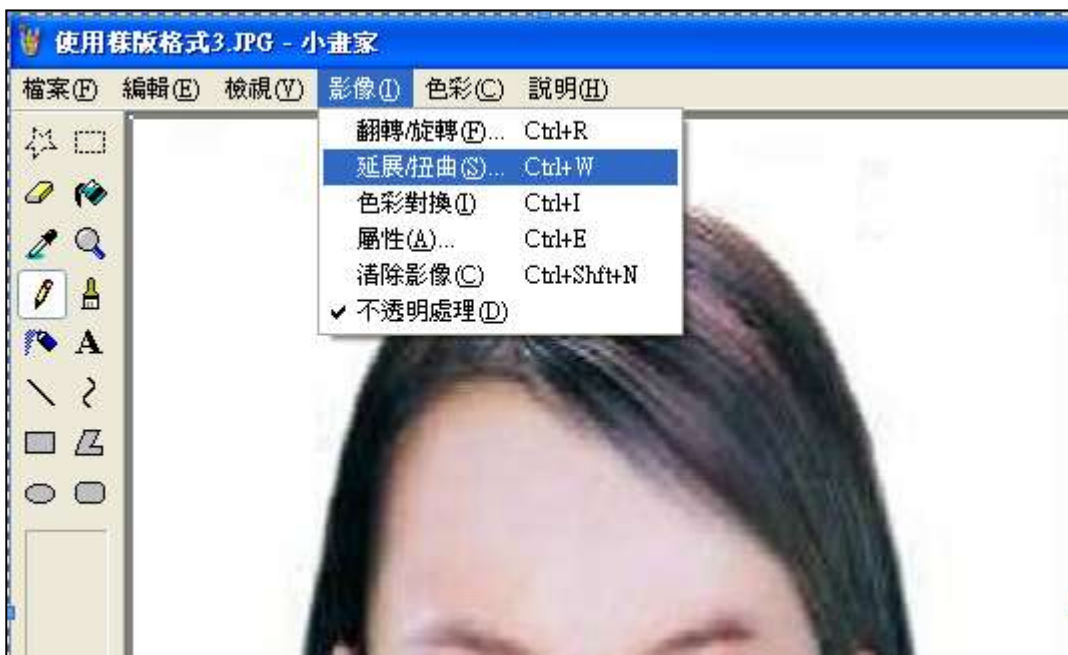 使用樣版格式3.JPG - 小畫家
檔案(F) 編輯(E) 檢視(V) 影像(I) 色彩(C) 説明(H)
翻轉/旋轉(F)... Ctrl+R
延展/扭曲(S)... Ctrl+W
色彩對換(I) Ctrl+I
屬性(A)... Ctrl+E
清除影像(C) Ctrl+Shft+N
✓ 不透明處理(D)
A